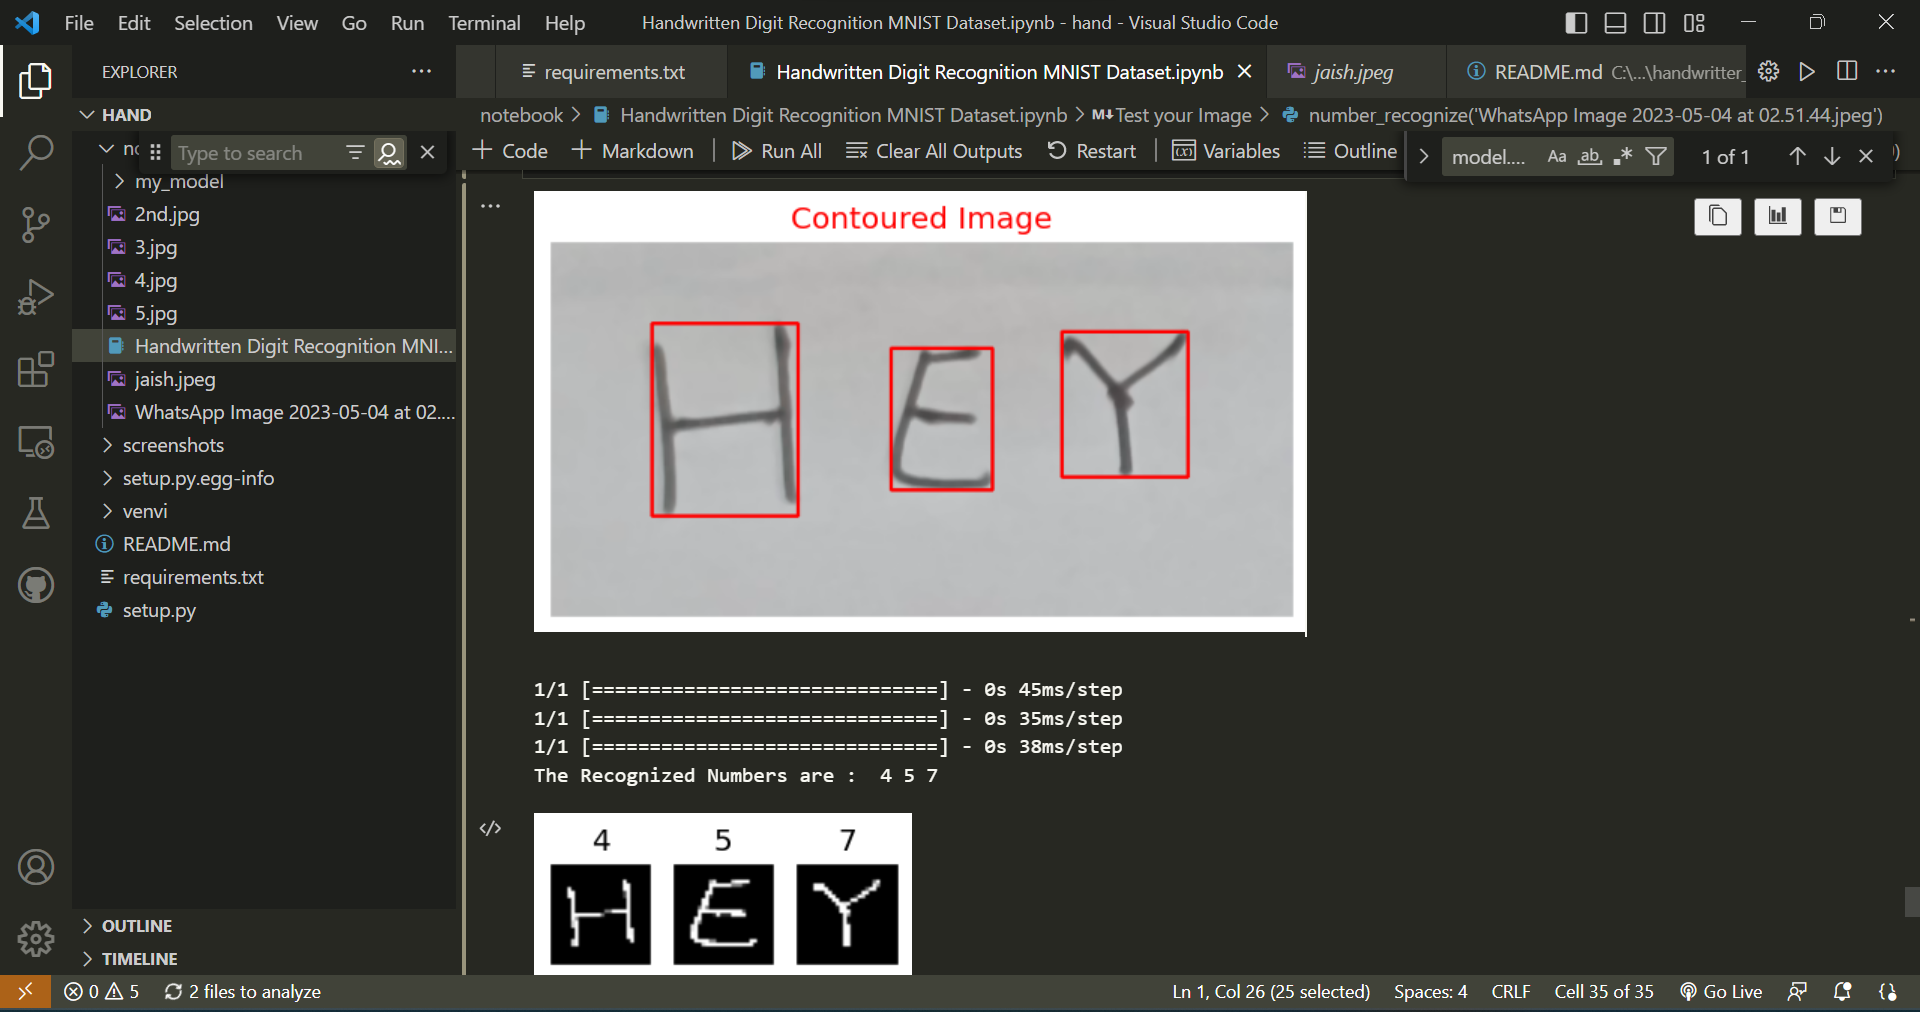 File Edit Selection View Go Run Terminal Help Handwritten Digit Recognition MNIST Dataset.ipynb - hand - Visual Studio Code
EXPLORER
requirements.txt Handwritten Digit Recognition MNIST Dataset.ipynb jaish.jpeg README.md C:\...\handwritter_
HAND
notebook > Handwritten Digit Recognition MNIST Dataset.ipynb > M↓Test your Image > number_recognize('WhatsApp Image 2023-05-04 at 02.51.44.jpeg')
Type to search
+ Code + Markdown Run All Clear All Outputs Restart Variables Outline
model.... Aa ab .* 1 of 1
my_model
2nd.jpg
3.jpg
4.jpg
5.jpg
Handwritten Digit Recognition MNI...
jaish.jpeg
WhatsApp Image 2023-05-04 at 02....
screenshots
setup.py.egg-info
venvi
README.md
requirements.txt
setup.py
OUTLINE
TIMELINE
Contoured Image
H E Y
1/1 [==============================] - 0s 45ms/step
1/1 [==============================] - 0s 35ms/step
1/1 [==============================] - 0s 38ms/step
The Recognized Numbers are :  4 5 7
4 5 7
H E Y
0 5 2 files to analyze Ln 1, Col 26 (25 selected) Spaces: 4 CRLF Cell 35 of 35 Go Live